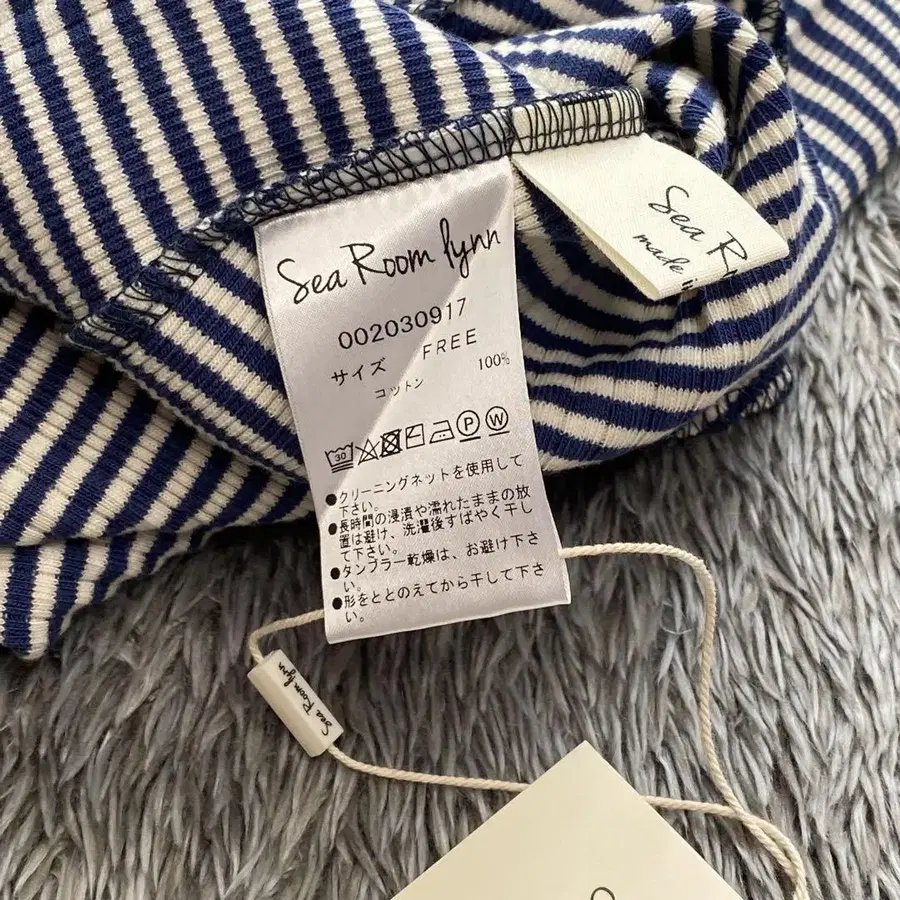 Sea Room lynn
002030917
サイズ FREE
コットン 100%
30
P W
●クリーニングネットを使用して
下さい。
●長時間の浸漬や濡れたままの放
置は避け、洗濯後すばやく干し
て下さい。
●タンブラー乾燥は、お避け下さ
い。
●形をととのえてから干して下さ
い。
Sea R
made
Sea Room lynn